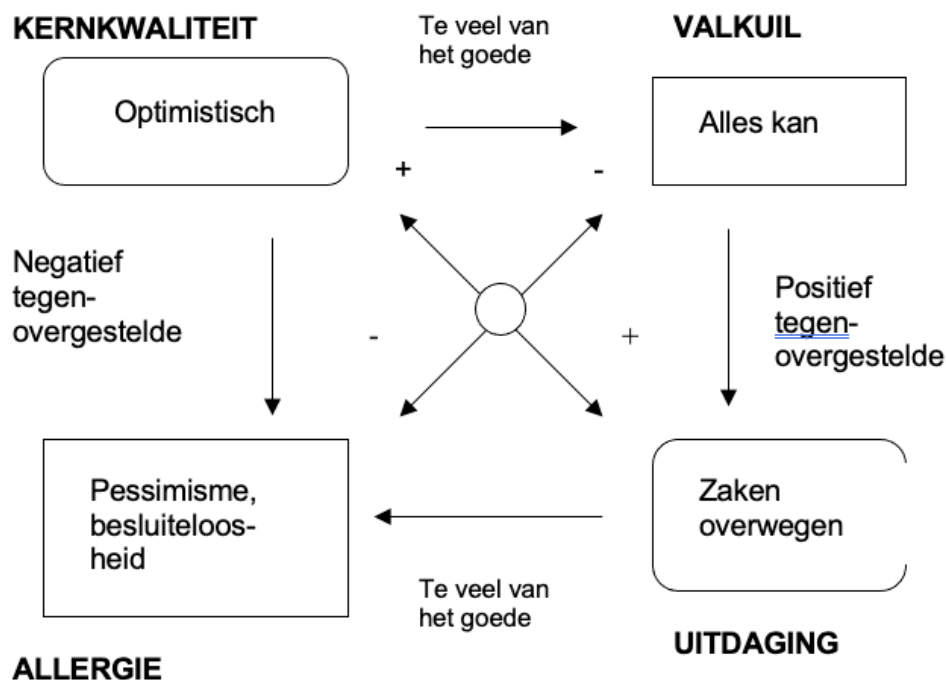 KERNKWALITEIT
Te veel van
het goede
VALKUIL
Optimistisch
Alles kan
+
-
Negatief
tegen-
overgestelde
-
+
Positief
tegen-
overgestelde
Pessimisme,
besluiteloos-
heid
Zaken
overwegen
Te veel van
het goede
UITDAGING
ALLERGIE